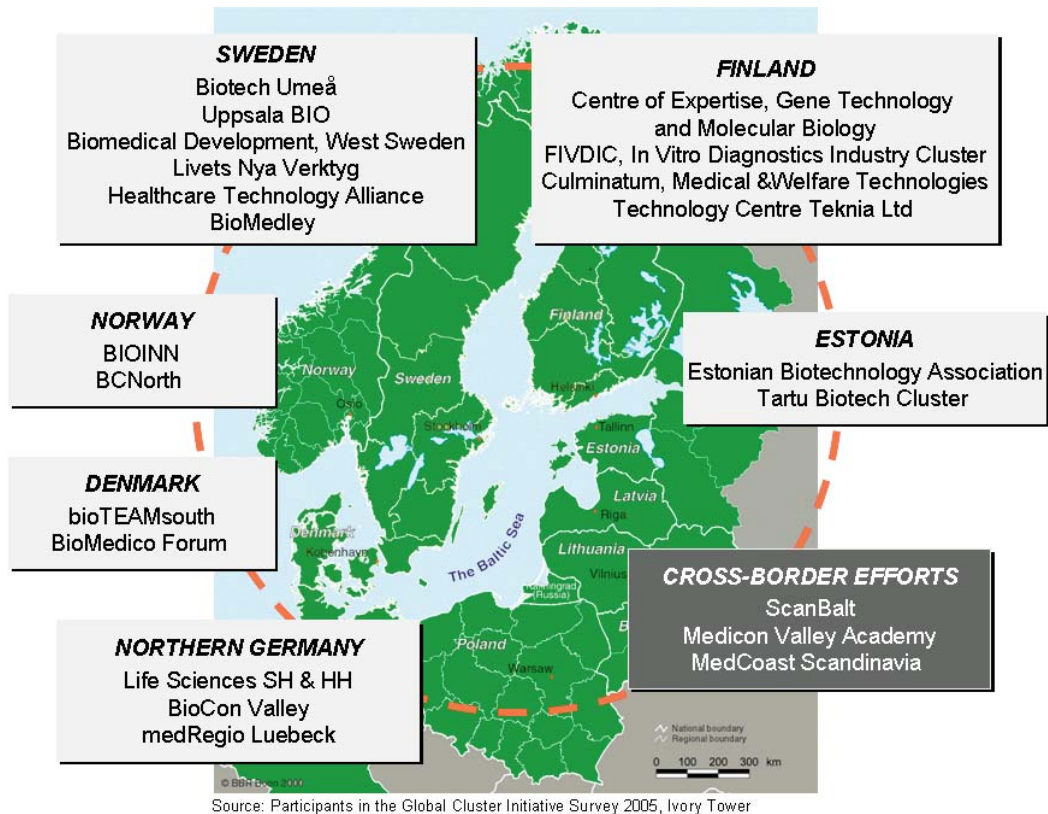 SWEDEN
Biotech Umeå
Uppsala BIO
Biomedical Development, West Sweden
Livets Nya Verktyg
Healthcare Technology Alliance
BioMedley
FINLAND
Centre of Expertise, Gene Technology
and Molecular Biology
FIVDIC, In Vitro Diagnostics Industry Cluster
Culminatum, Medical &Welfare Technologies
Technology Centre Teknia Ltd
NORWAY
BIOINN
BCNorth
ESTONIA
Estonian Biotechnology Association
Tartu Biotech Cluster
DENMARK
bioTEAMsouth
BioMedico Forum
CROSS-BORDER EFFORTS
ScanBalt
Medicon Valley Academy
MedCoast Scandinavia
NORTHERN GERMANY
Life Sciences SH & HH
BioCon Valley
medRegio Luebeck
Finland
Norway
Sweden
Helsinki
Oslo
Stockholm
Tallinn
Estonia
Latvia
Riga
Denmark
København
The Baltic Sea
Lithuania
Vilnius
(Russia)
Poland
Warsaw
National boundary
Regional boundary
0 100 200 300 km
© BBR Bonn 2000
Source: Participants in the Global Cluster Initiative Survey 2005, Ivory Tower